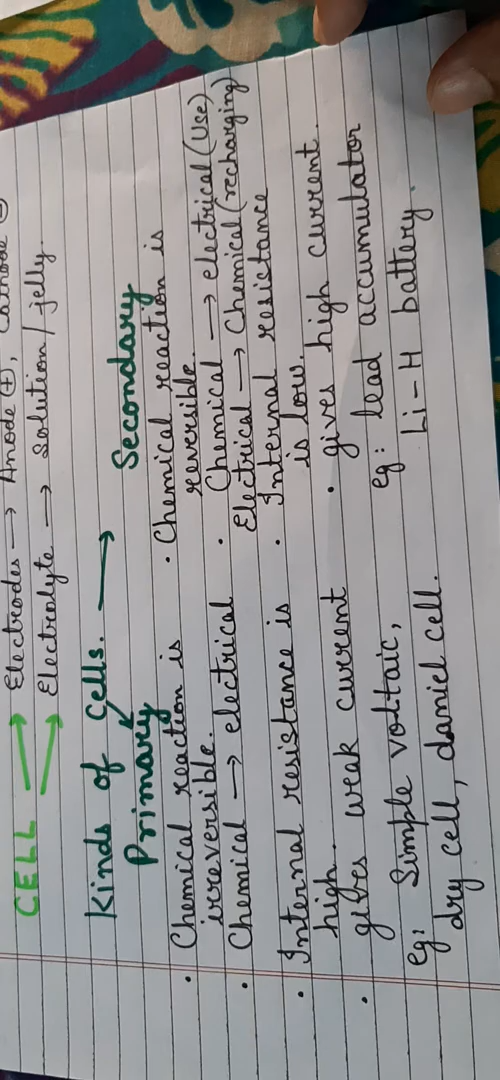 CELL → Electrodes → Anode (+), Cathode (-)
→ Electrolyte → Solution/jelly.
Kinds of cells. →
Primary
Secondary
• Chemical reaction is
irreversible.
• Chemical → electrical
• Internal resistance is
high.
• gives weak current
eg: Simple voltaic,
dry cell, daniel cell.
• Chemical reaction is
reversible.
• Chemical → electrical (Use)
Electrical → Chemical (recharging)
• Internal resistance
is low.
• gives high current.
eg: lead accumulator
Li-H battery.